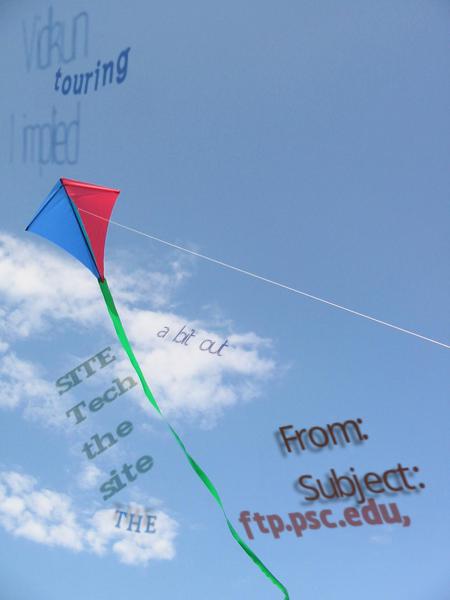 Vidkun
touring
I implied
a bit out
SITE
Tech
the
site
THE
From:
Subject:
ftp.psc.edu,